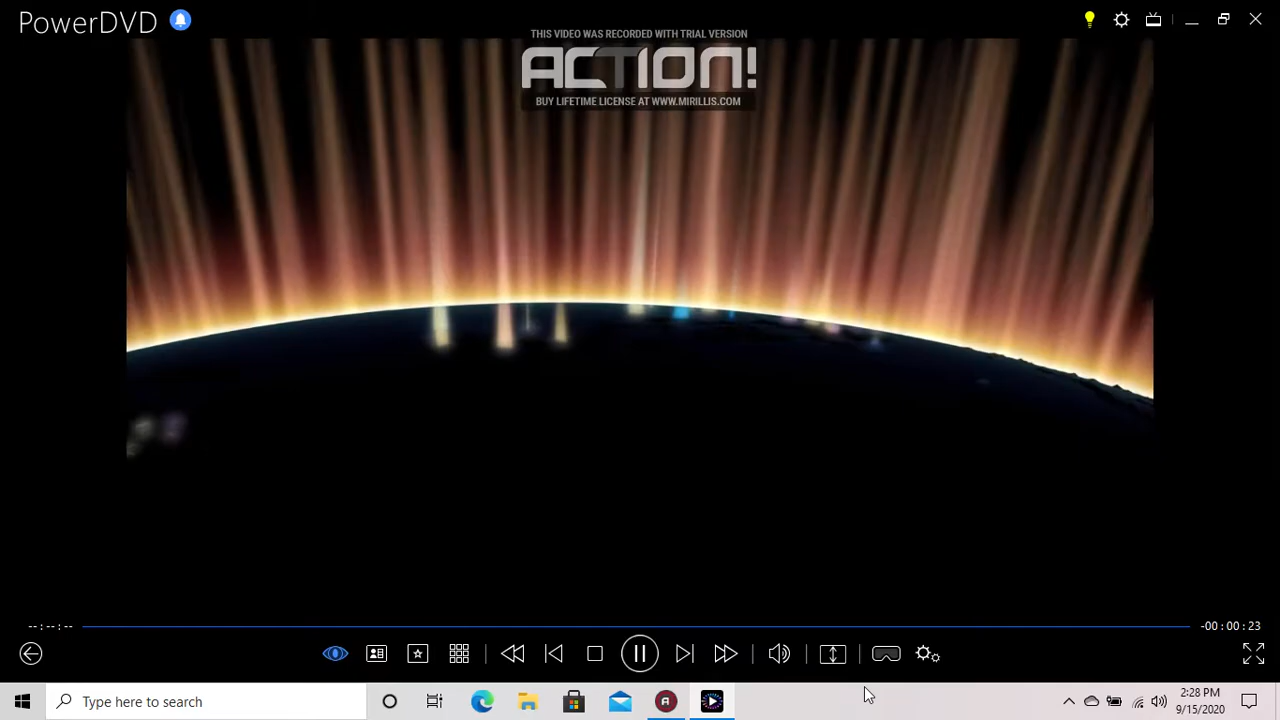 PowerDVD
THIS VIDEO WAS RECORDED WITH TRIAL VERSION
ACTION!
BUY LIFETIME LICENSE AT WWW.MIRILLIS.COM
--:--:--
-00:00:23
Type here to search
2:28 PM
9/15/2020